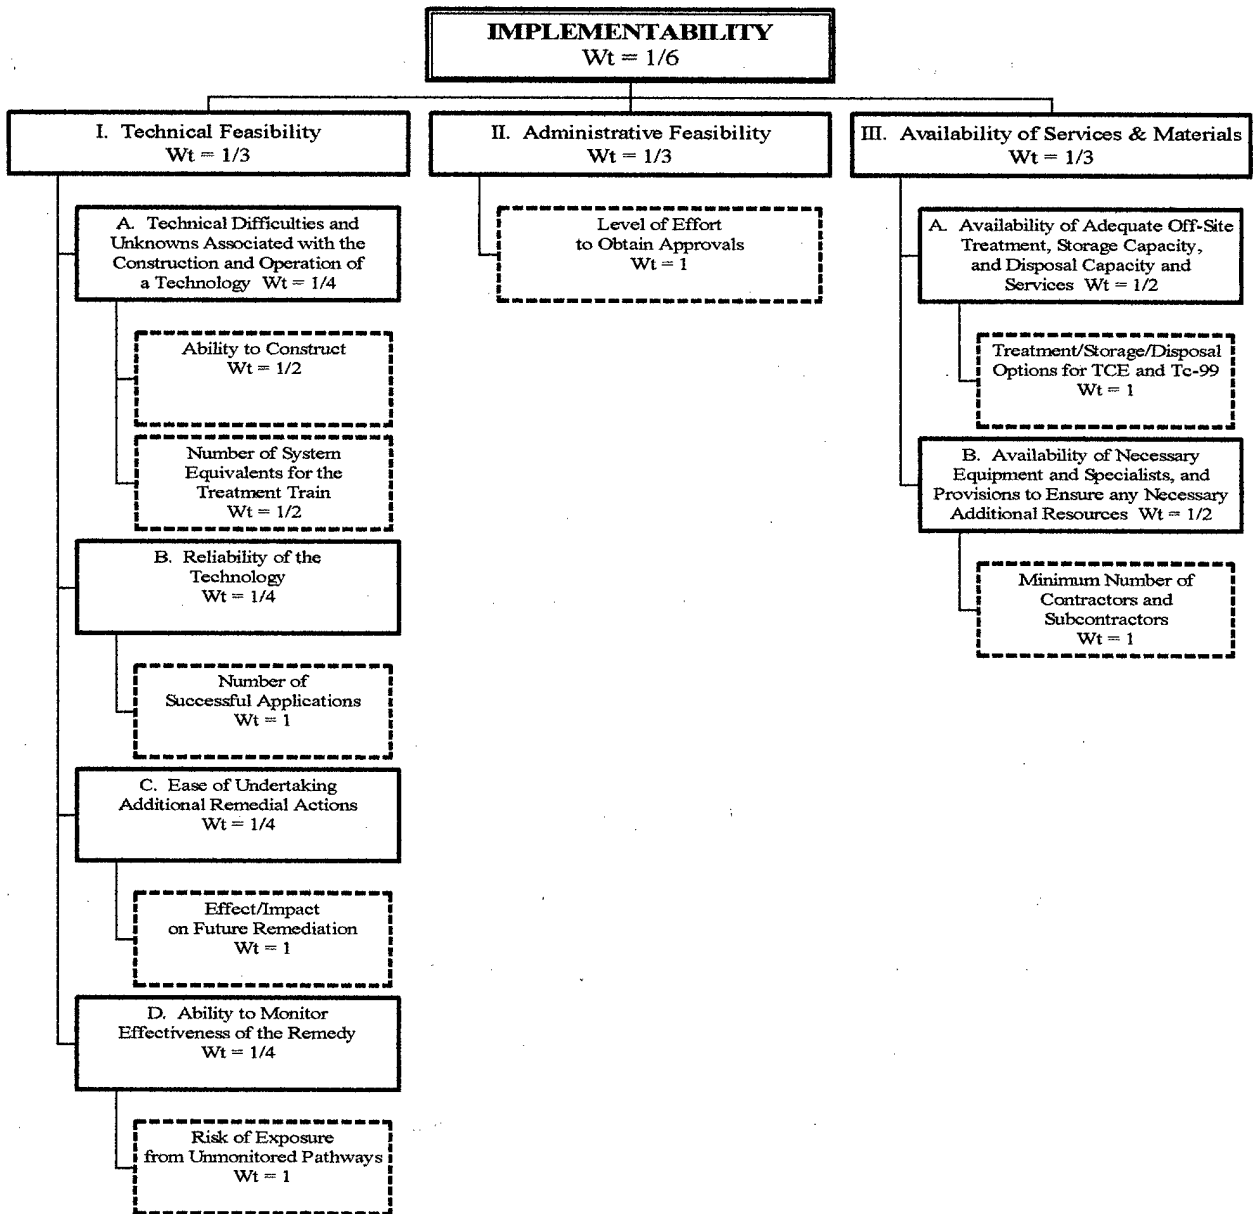 IMPLEMENTABILITY
Wt = 1/6
I. Technical Feasibility
Wt = 1/3
A. Technical Difficulties and
Unknowns Associated with the
Construction and Operation of
a Technology Wt = 1/4
Ability to Construct
Wt = 1/2
Number of System
Equivalents for the
Treatment Train
Wt = 1/2
B. Reliability of the
Technology
Wt = 1/4
Number of
Successful Applications
Wt = 1
C. Ease of Undertaking
Additional Remedial Actions
Wt = 1/4
Effect/Impact
on Future Remediation
Wt = 1
D. Ability to Monitor
Effectiveness of the Remedy
Wt = 1/4
Risk of Exposure
from Unmonitored Pathways
Wt = 1
II. Administrative Feasibility
Wt = 1/3
Level of Effort
to Obtain Approvals
Wt = 1
III. Availability of Services & Materials
Wt = 1/3
A. Availability of Adequate Off-Site
Treatment, Storage Capacity,
and Disposal Capacity and
Services Wt = 1/2
Treatment/Storage/Disposal
Options for TCE and Tc-99
Wt = 1
B. Availability of Necessary
Equipment and Specialists, and
Provisions to Ensure any Necessary
Additional Resources Wt = 1/2
Minimum Number of
Contractors and
Subcontractors
Wt = 1